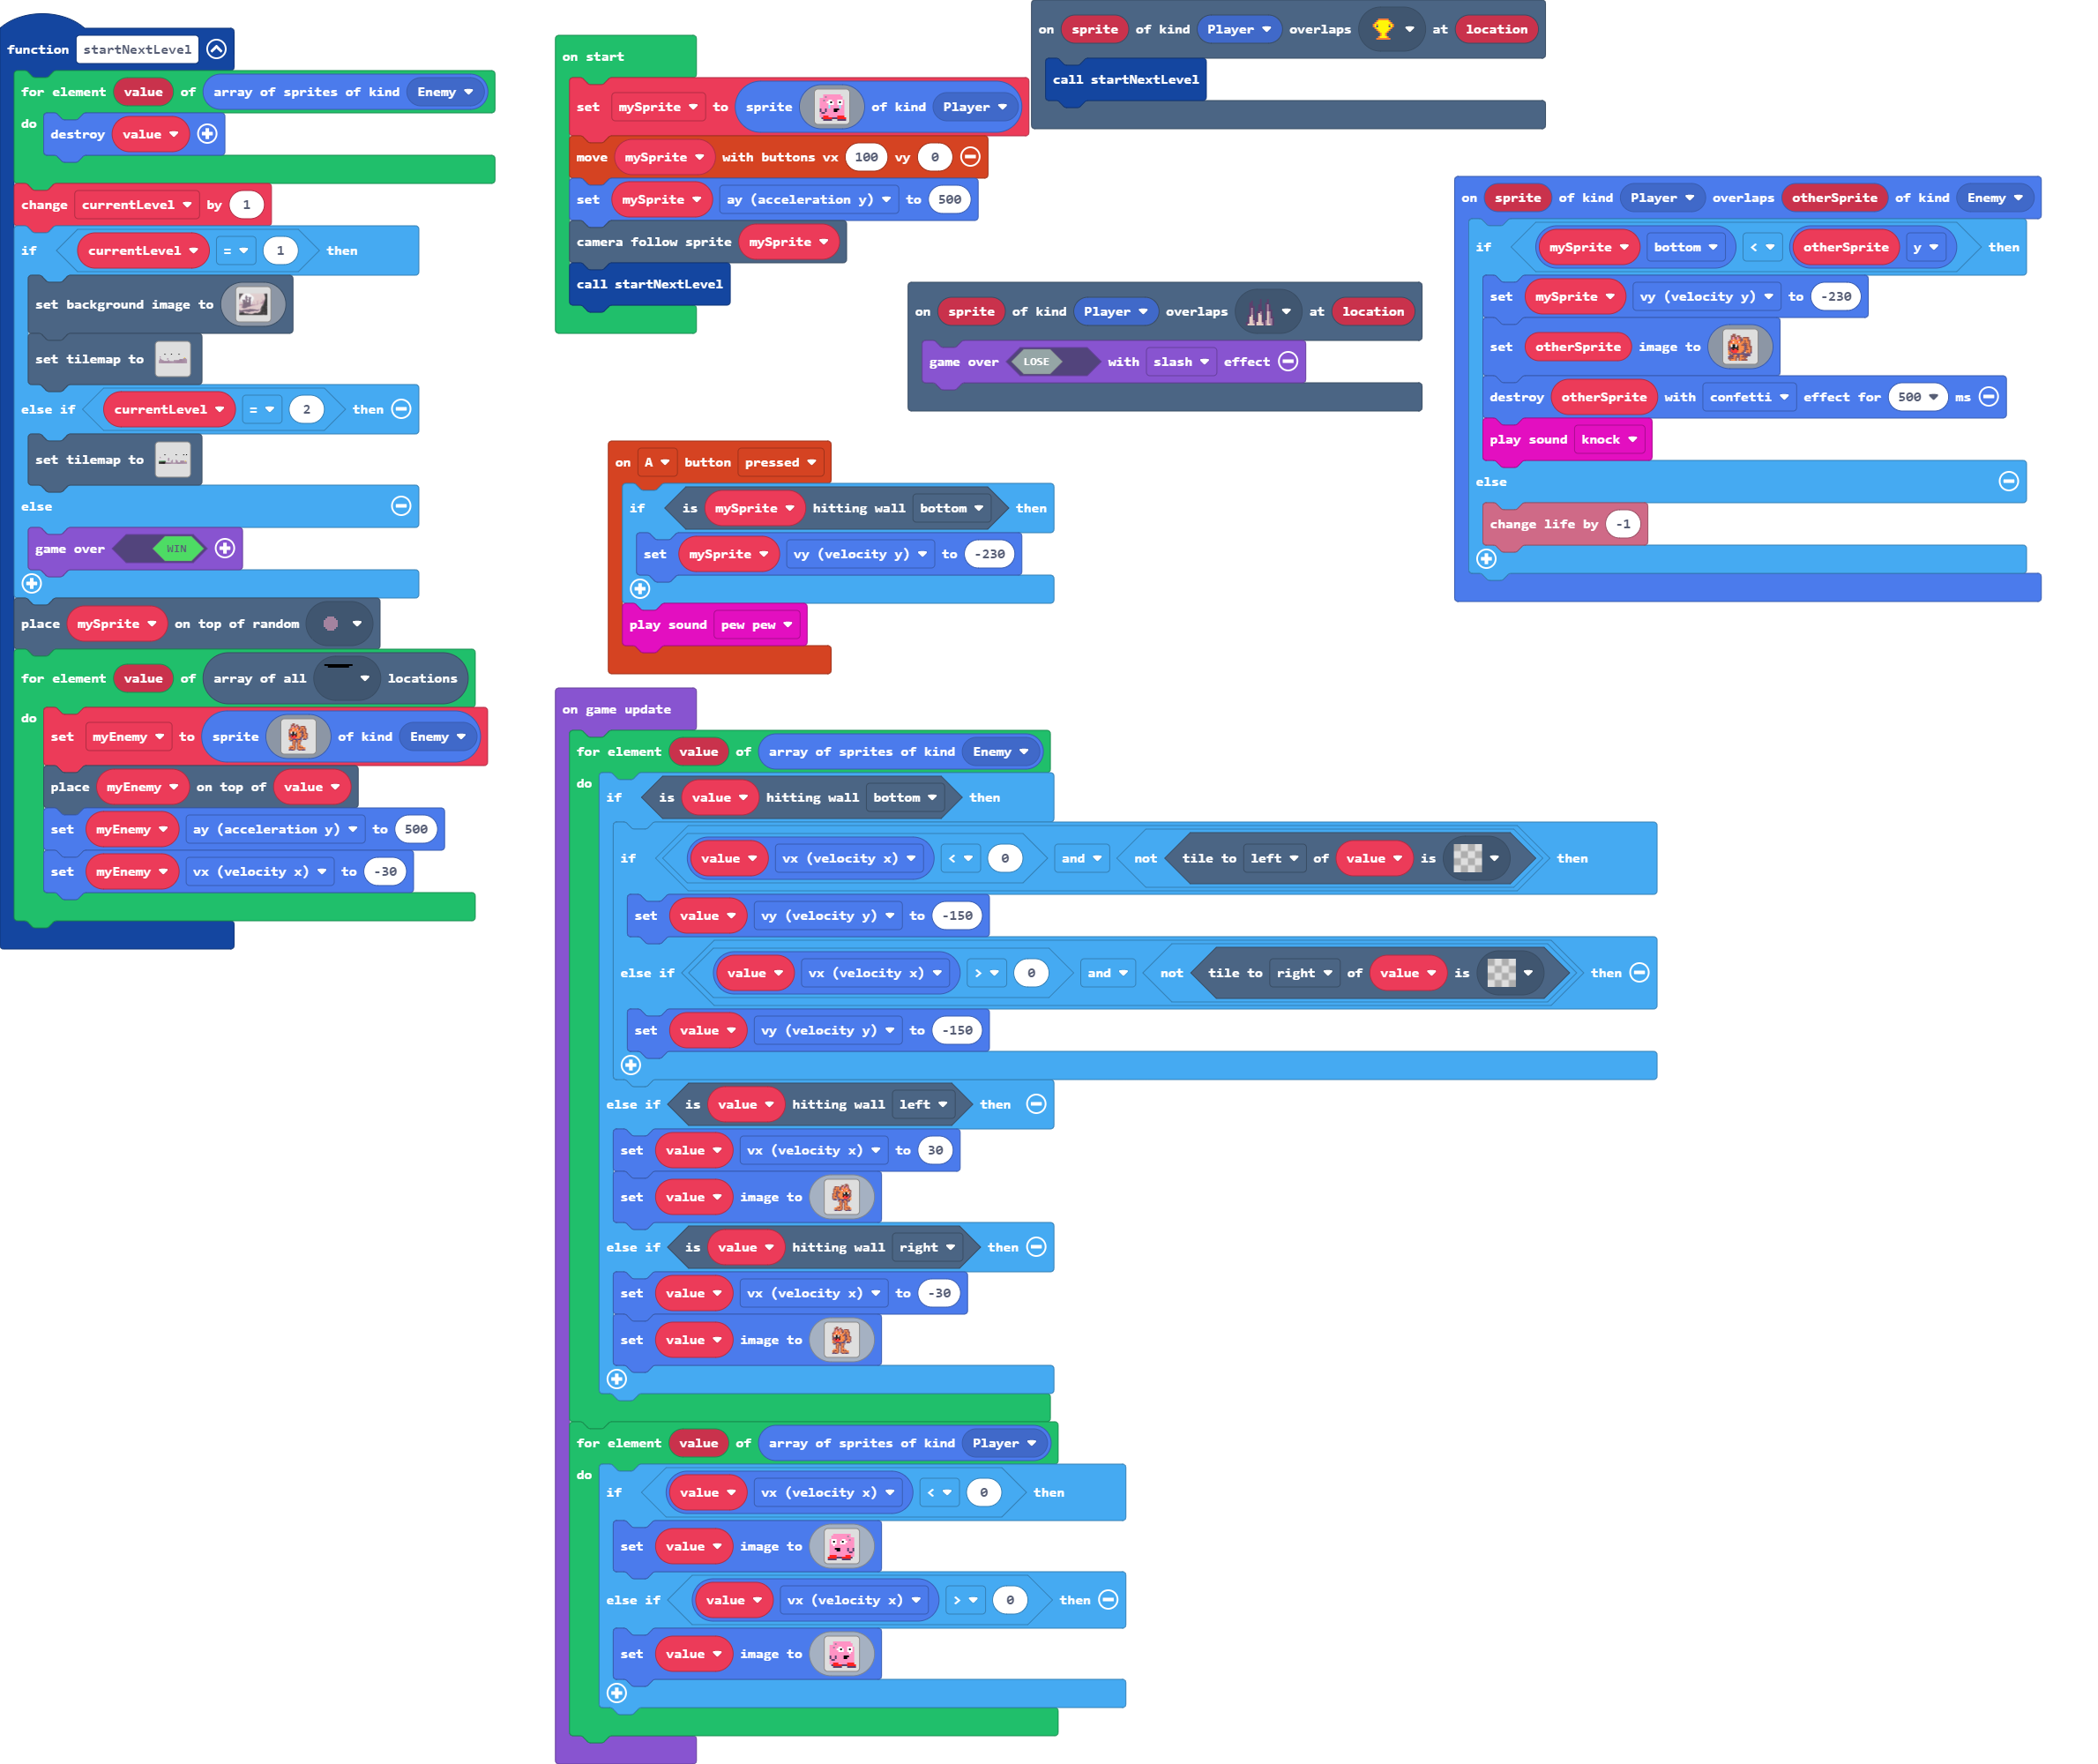 function startNextLevel
for element value of array of sprites of kind Enemy
do
destroy value
change currentLevel by 1
if currentLevel = 1 then
set background image to
set tilemap to
else if currentLevel = 2 then
set tilemap to
else
game over WIN
place mySprite on top of random
for element value of array of all locations
do
set myEnemy to sprite of kind Enemy
place myEnemy on top of value
set myEnemy ay (acceleration y) to 500
set myEnemy vx (velocity x) to -30
on start
set mySprite to sprite of kind Player
move mySprite with buttons vx 100 vy 0
set mySprite ay (acceleration y) to 500
camera follow sprite mySprite
call startNextLevel
on sprite of kind Player overlaps at location
call startNextLevel
on sprite of kind Player overlaps at location
game over LOSE with slash effect
on sprite of kind Player overlaps otherSprite of kind Enemy
if mySprite bottom < otherSprite y then
set mySprite vy (velocity y) to -230
set otherSprite image to
destroy otherSprite with confetti effect for 500 ms
play sound knock
else
change life by -1
on A button pressed
if is mySprite hitting wall bottom then
set mySprite vy (velocity y) to -230
play sound pew pew
on game update
for element value of array of sprites of kind Enemy
do
if is value hitting wall bottom then
if value vx (velocity x) < 0 and not tile to left of value is then
set value vy (velocity y) to -150
else if value vx (velocity x) > 0 and not tile to right of value is then
set value vy (velocity y) to -150
else if is value hitting wall left then
set value vx (velocity x) to 30
set value image to
else if is value hitting wall right then
set value vx (velocity x) to -30
set value image to
for element value of array of sprites of kind Player
do
if value vx (velocity x) < 0 then
set value image to
else if value vx (velocity x) > 0 then
set value image to